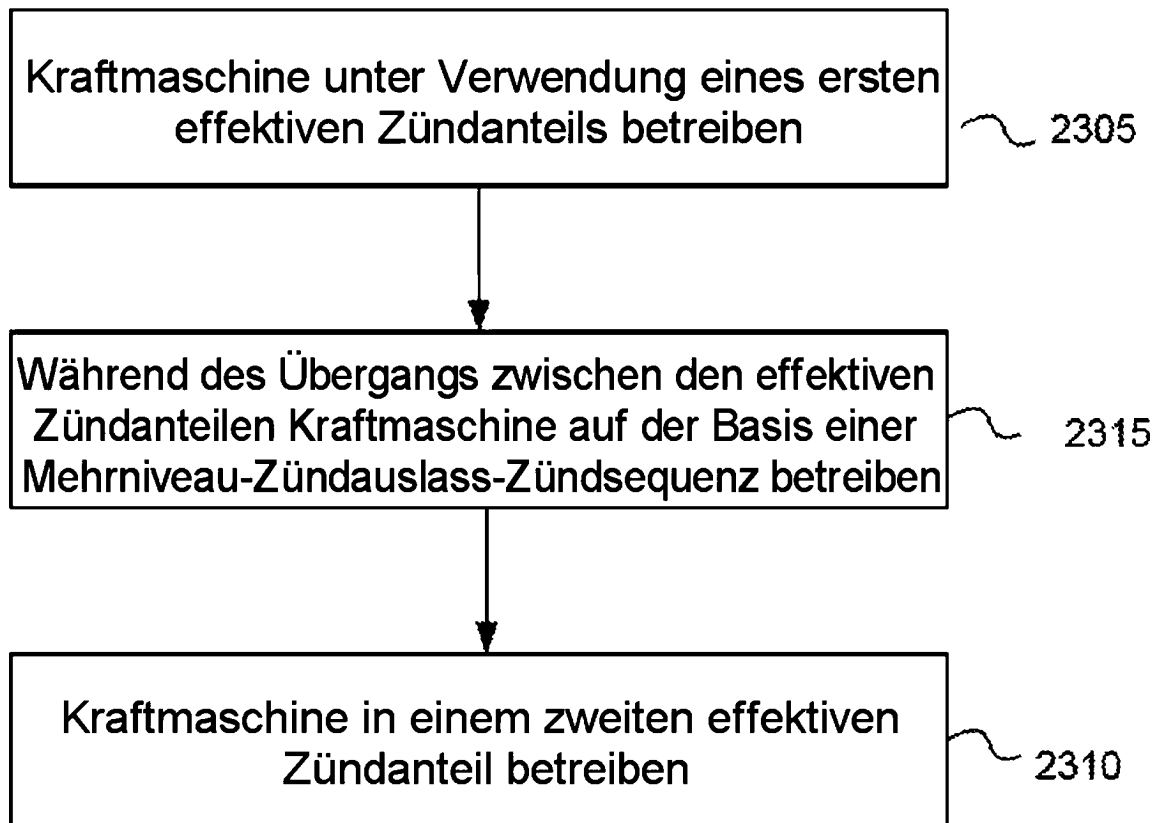 Kraftmaschine unter Verwendung eines ersten
effektiven Zündanteils betreiben
2305
Während des Übergangs zwischen den effektiven
Zündanteilen Kraftmaschine auf der Basis einer
Mehrniveau-Zündauslass-Zündsequenz betreiben
2315
Kraftmaschine in einem zweiten effektiven
Zündanteil betreiben
2310